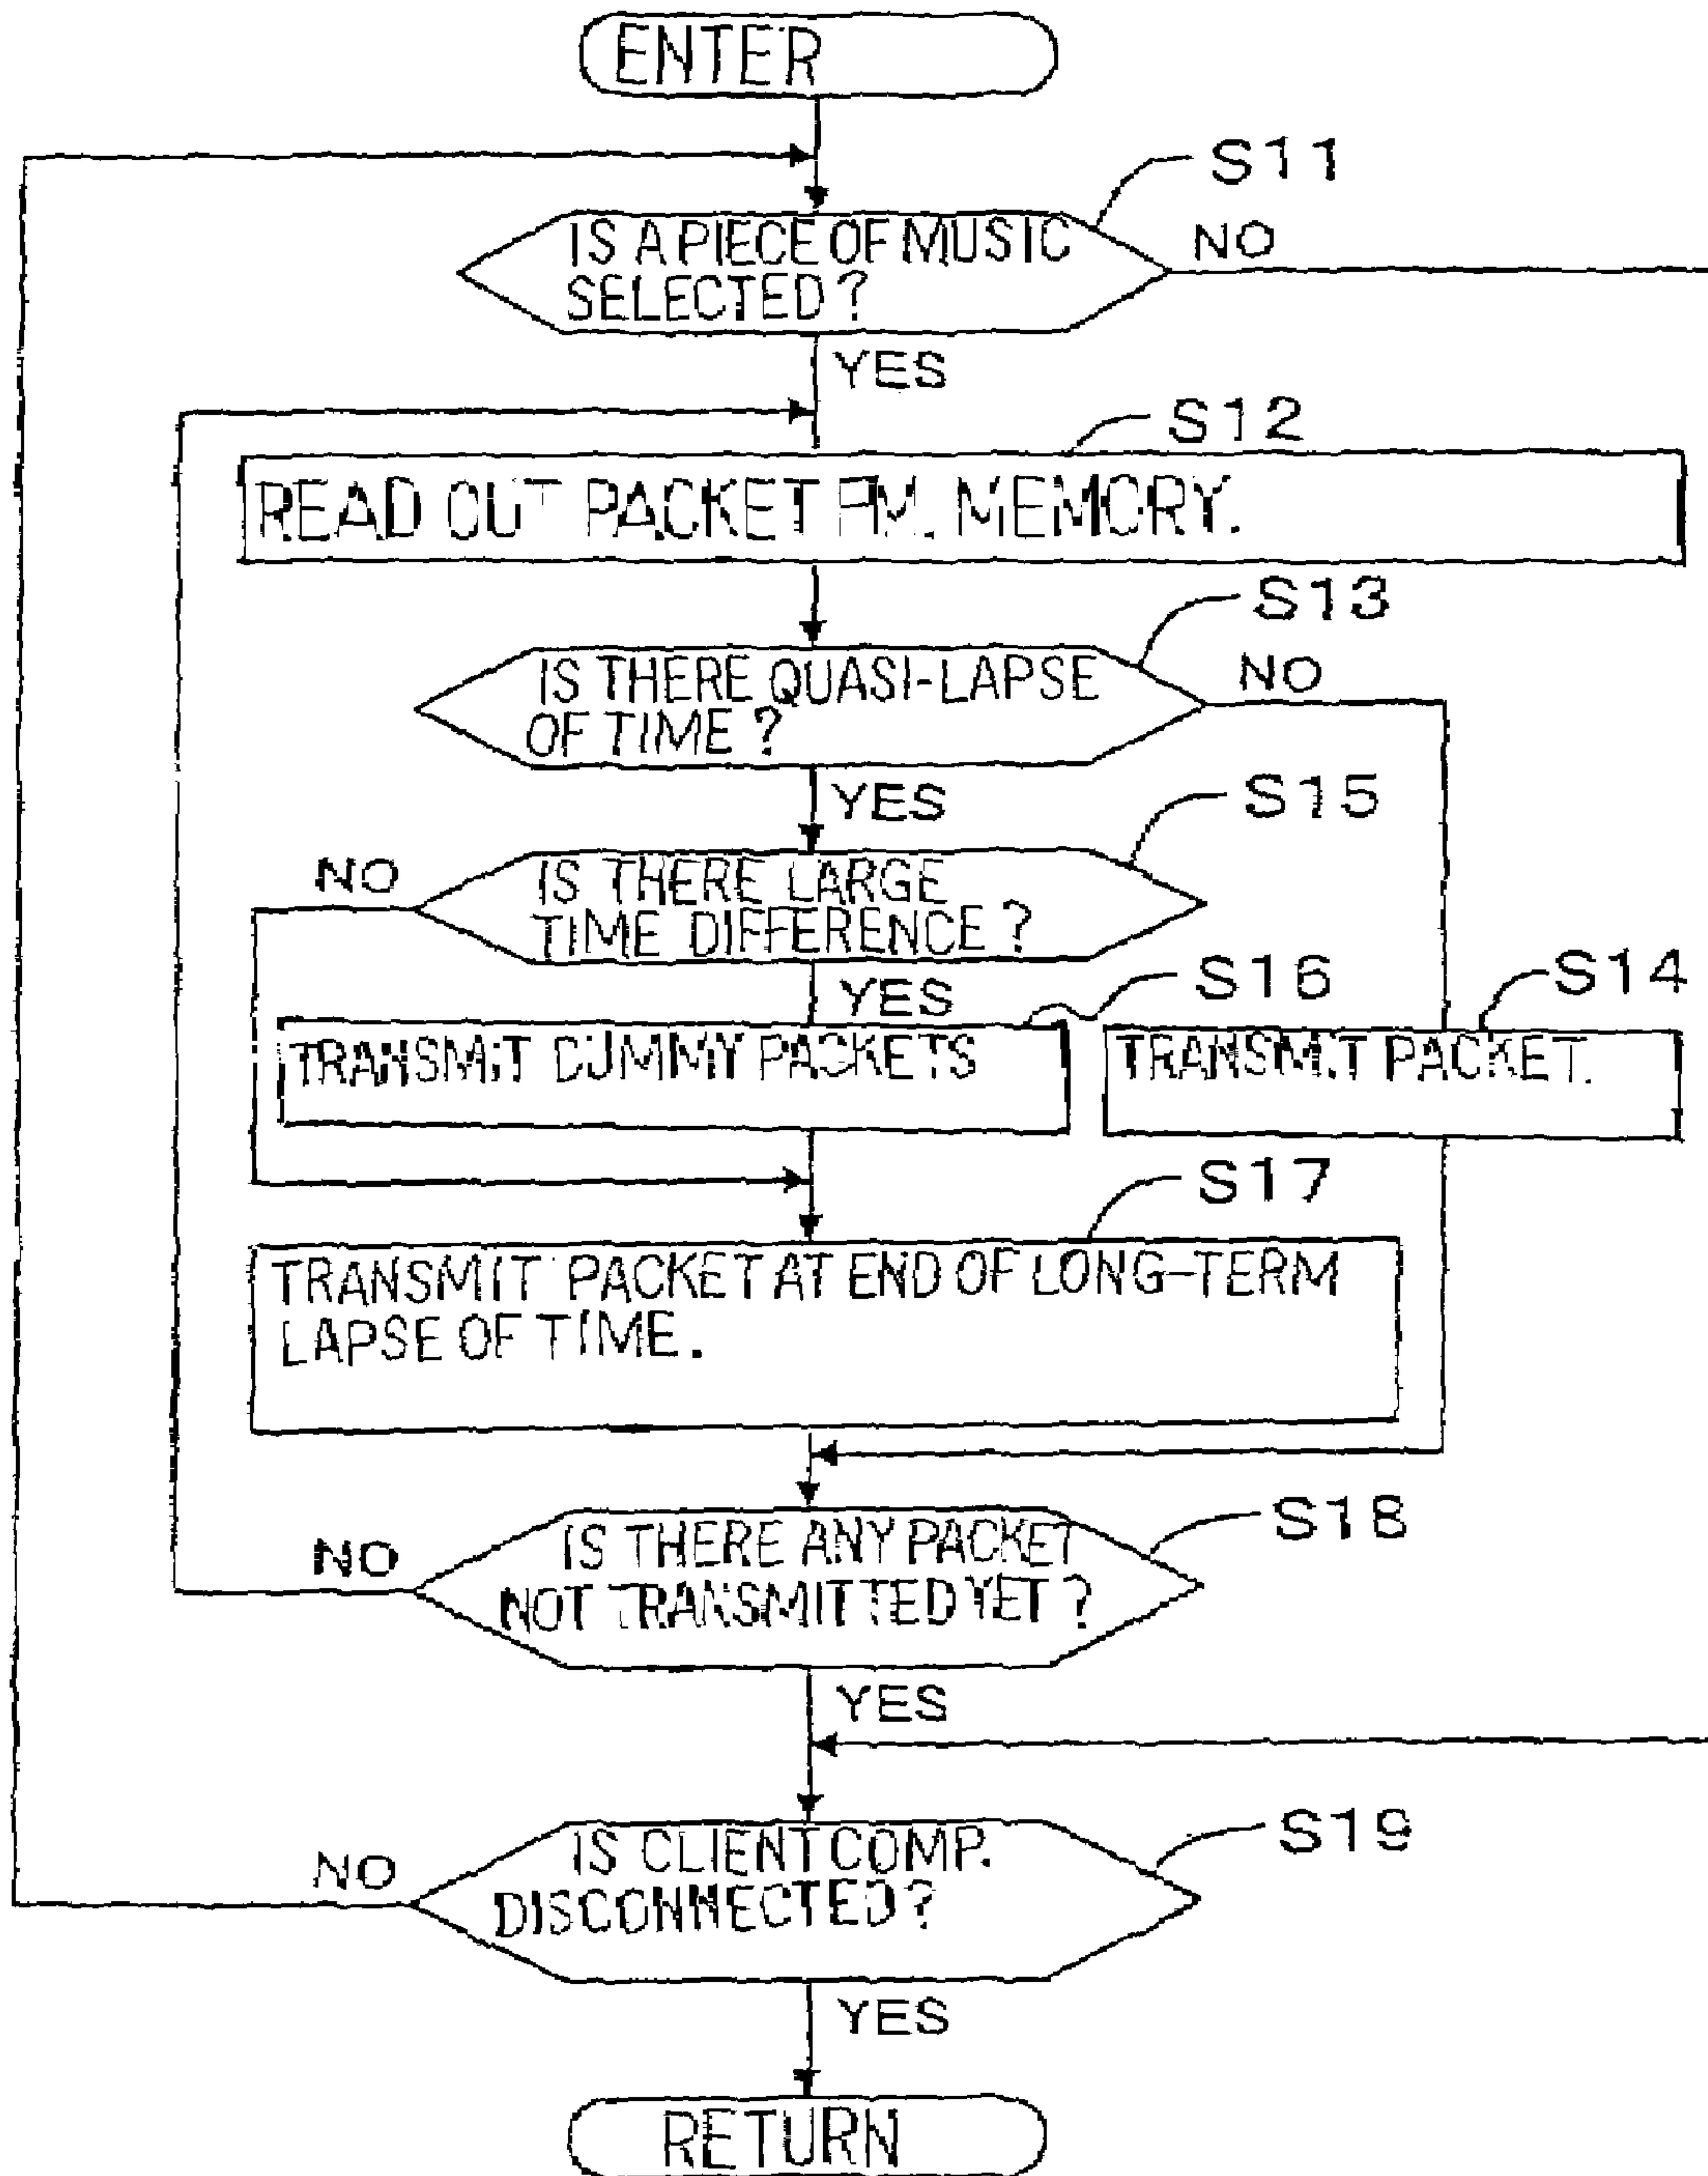 ENTER
S11
IS A PIECE OF MUSIC
SELECTED?
NO
YES
S12
READ OUT PACKET FM. MEMORY.
S13
IS THERE QUASI-LAPSE
OF TIME?
NO
YES
S15
NO
IS THERE LARGE
TIME DIFFERENCE?
YES
S16
S14
TRANSMIT DUMMY PACKETS
TRANSMIT PACKET.
S17
TRANSMIT PACKET AT END OF LONG-TERM
LAPSE OF TIME.
S18
NO
IS THERE ANY PACKET
NOT TRANSMITTED YET?
YES
S19
NO
IS CLIENT COMP.
DISCONNECTED?
YES
RETURN